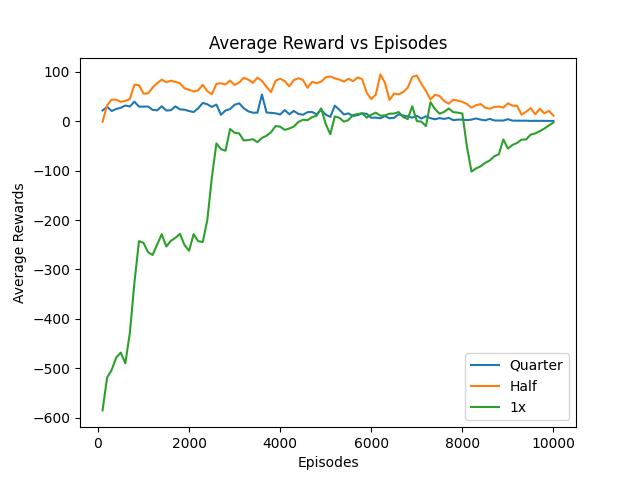 Average Reward vs Episodes
Average Rewards
100
0
−100
−200
−300
−400
−500
−600
0 2000 4000 6000 8000 10000
Episodes
Quarter
Half
1x